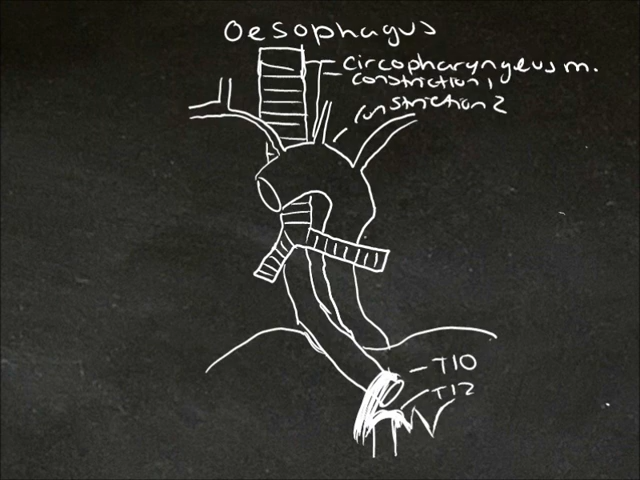 Oesophagus
circopharyngeus m.
constriction 1
constriction 2
T10
T12